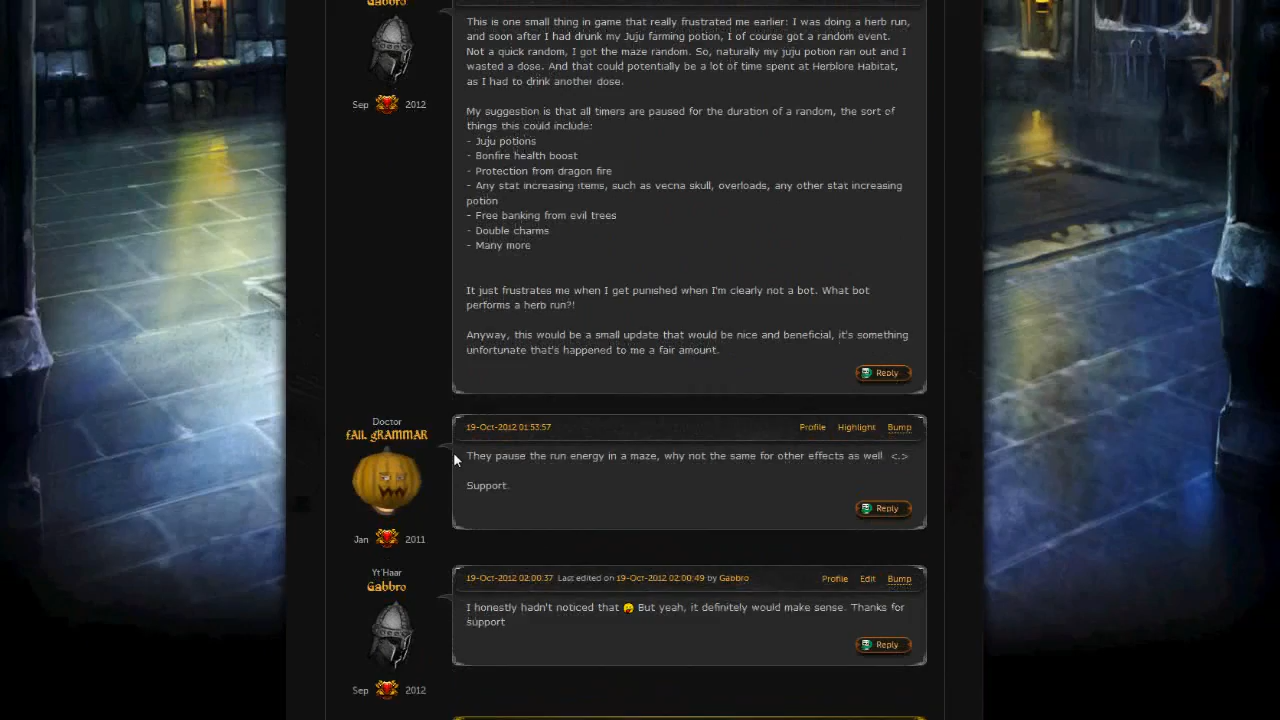 Gabbro
This is one small thing in game that really frustrated me earlier: I was doing a herb run,
and soon after I had drunk my Juju farming potion, I of course got a random event.
Not a quick random, I got the maze random. So, naturally my juju potion ran out and I
wasted a dose. And that could potentially be a lot of time spent at Herblore Habitat,
as I had to drink another dose.
Sep 2012
My suggestion is that all timers are paused for the duration of a random, the sort of
things this could include:
- Juju potions
- Bonfire health boost
- Protection from dragon fire
- Any stat increasing items, such as vecna skull, overloads, any other stat increasing
potion
- Free banking from evil trees
- Double charms
- Many more
It just frustrates me when I get punished when I'm clearly not a bot. What bot
performs a herb run?!
Anyway, this would be a small update that would be nice and beneficial, it's something
unfortunate that's happened to me a fair amount.
Reply
Doctor
fAIL gRAMMAR
19-Oct-2012 01:53:57 Profile Highlight Bump
They pause the run energy in a maze, why not the same for other effects as well <.>
Support.
Reply
Jan 2011
Yt'Haar
Gabbro
19-Oct-2012 02:00:37 Last edited on 19-Oct-2012 02:00:49 by Gabbro Profile Edit Bump
I honestly hadn't noticed that But yeah, it definitely would make sense. Thanks for
support
Reply
Sep 2012